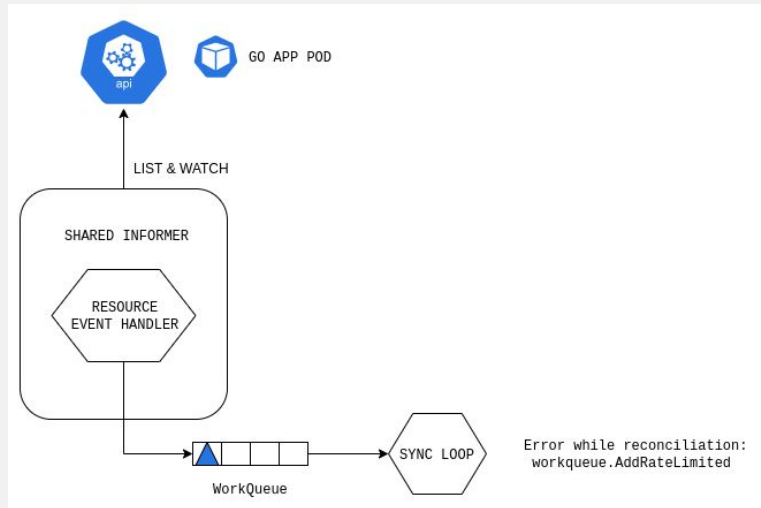 api
GO APP POD
LIST & WATCH
SHARED INFORMER
RESOURCE
EVENT HANDLER
WorkQueue
SYNC LOOP
Error while reconciliation:
workqueue.AddRateLimited